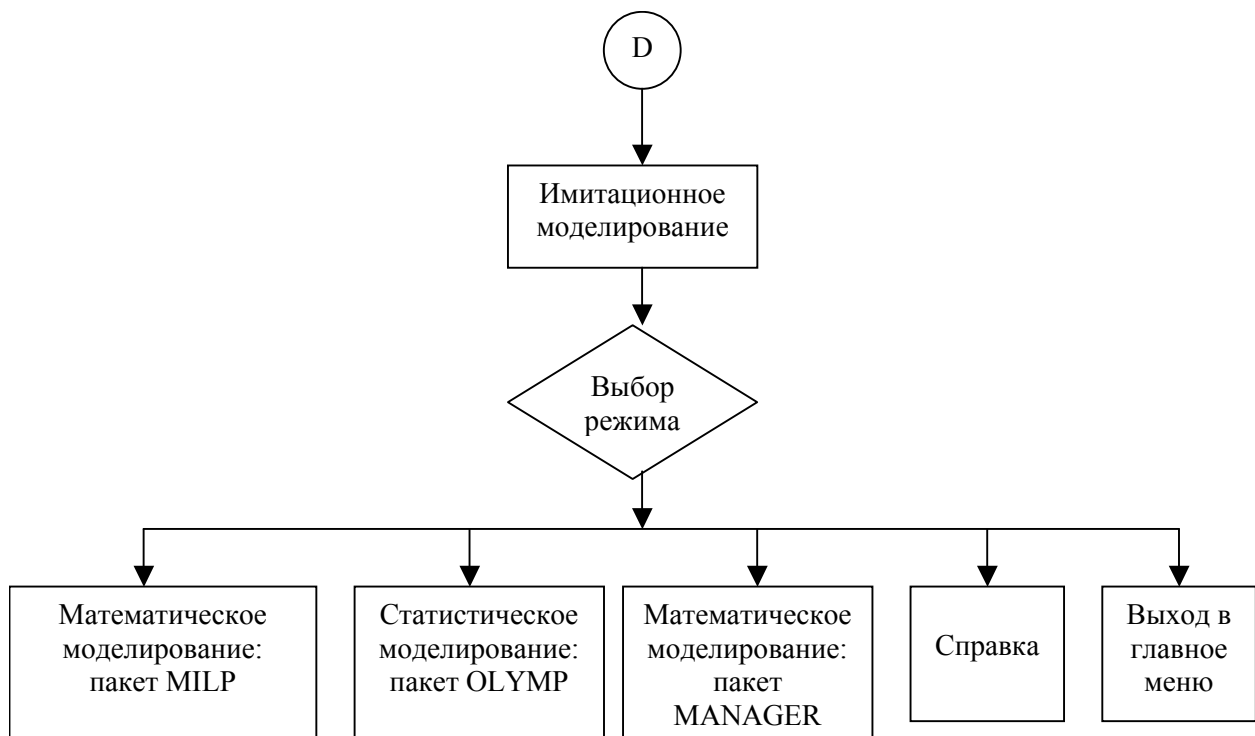 D
Имитационное
моделирование
Выбор
режима
Математическое
моделирование:
пакет MILP
Статистическое
моделирование:
пакет OLYMP
Математическое
моделирование:
пакет
MANAGER
Справка
Выход в
главное
меню